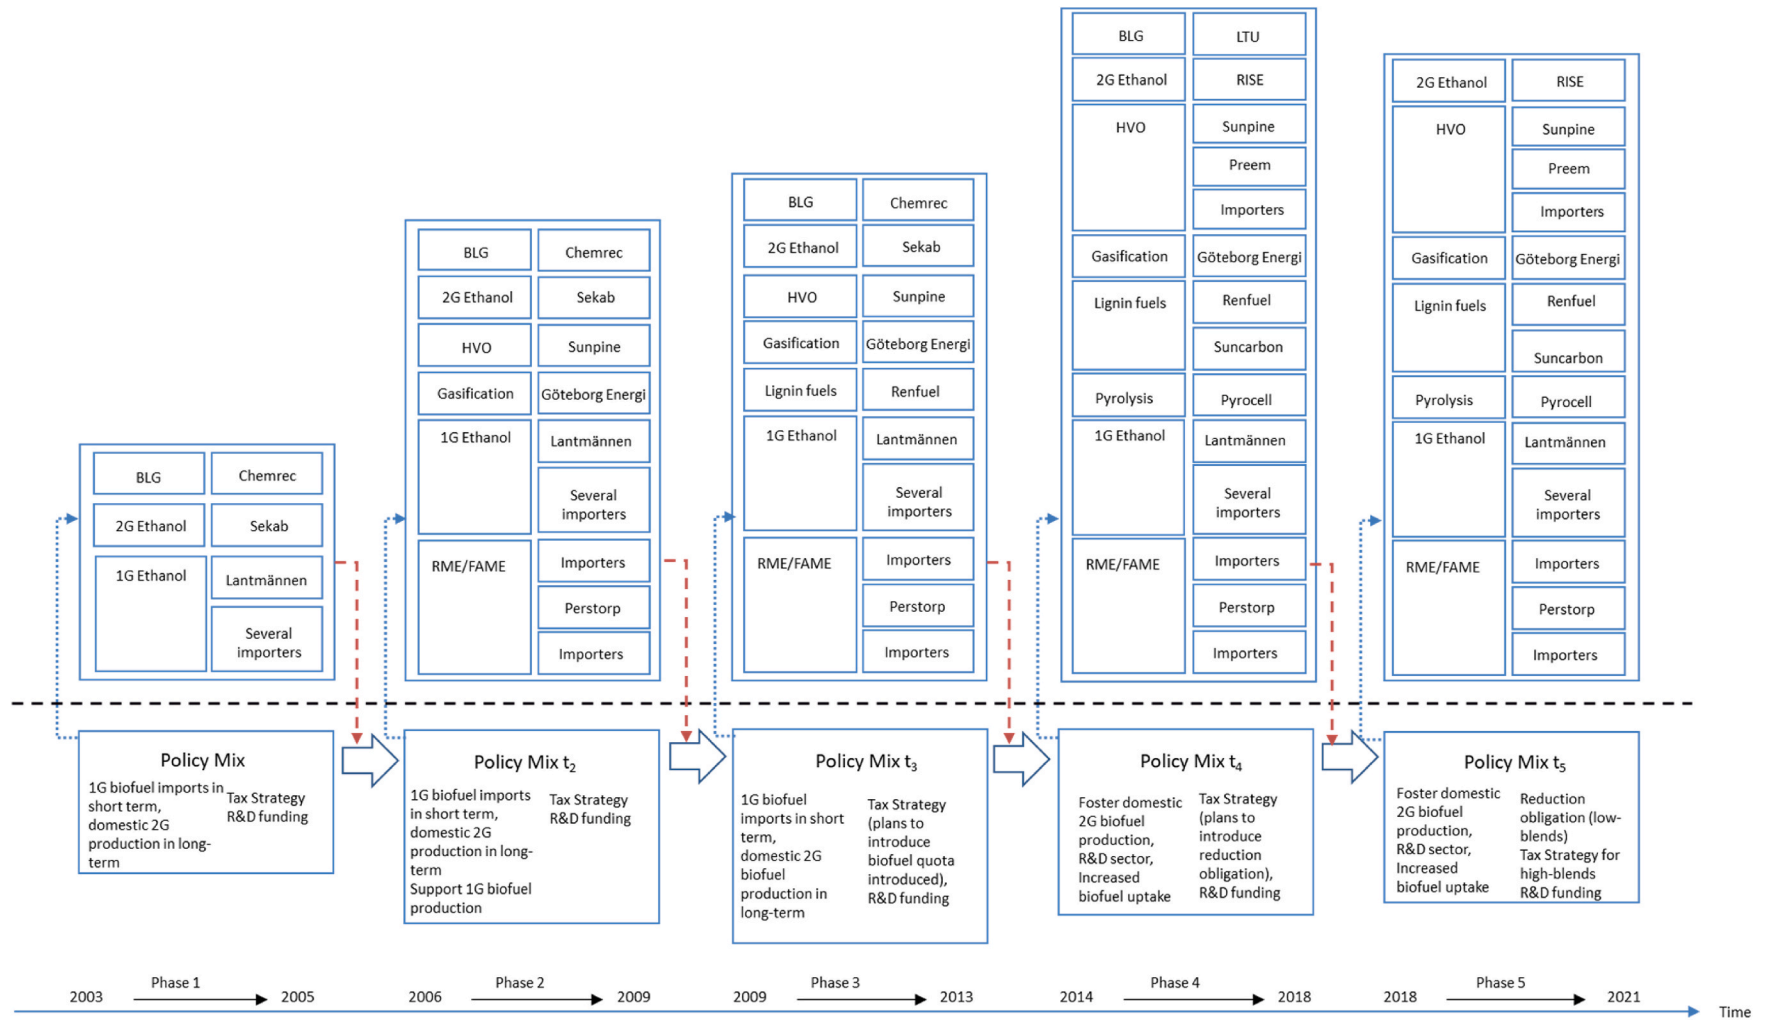 BLG
Chemrec
2G Ethanol
Sekab
1G Ethanol
Lantmännen
Several
importers
BLG
Chemrec
2G Ethanol
Sekab
HVO
Sunpine
Gasification
Göteborg Energi
1G Ethanol
Lantmännen
Several
importers
RME/FAME
Importers
Perstorp
Importers
BLG
Chemrec
2G Ethanol
Sekab
HVO
Sunpine
Gasification
Göteborg Energi
Lignin fuels
Renfuel
1G Ethanol
Lantmännen
Several
importers
RME/FAME
Importers
Perstorp
Importers
BLG
LTU
2G Ethanol
RISE
HVO
Sunpine
Preem
Importers
Gasification
Göteborg Energi
Lignin fuels
Renfuel
Suncarbon
Pyrolysis
Pyrocell
1G Ethanol
Lantmännen
Several
importers
RME/FAME
Importers
Perstorp
Importers
2G Ethanol
RISE
HVO
Sunpine
Preem
Importers
Gasification
Göteborg Energi
Lignin fuels
Renfuel
Suncarbon
Pyrolysis
Pyrocell
1G Ethanol
Lantmännen
Several
importers
RME/FAME
Importers
Perstorp
Importers
Policy Mix
1G biofuel imports in
short term,
domestic 2G
production in long-
term
Tax Strategy
R&D funding
Policy Mix t2
1G biofuel imports
in short term,
domestic 2G
production in long-
term
Support 1G biofuel
production
Tax Strategy
R&D funding
Policy Mix t3
1G biofuel
imports in short
term,
domestic 2G
biofuel
production in
long-term
Tax Strategy
(plans to
introduce
biofuel quota
introduced),
R&D funding
Policy Mix t4
Foster domestic
2G biofuel
production,
R&D sector,
Increased
biofuel uptake
Tax Strategy
(plans to
introduce
reduction
obligation),
R&D funding
Policy Mix t5
Foster domestic
2G biofuel
production,
R&D sector,
Increased
biofuel uptake
Reduction
obligation (low-
blends)
Tax Strategy for
high-blends
R&D funding
2003 Phase 1 2005
2006 Phase 2 2009
2009 Phase 3 2013
2014 Phase 4 2018
2018 Phase 5 2021
Time